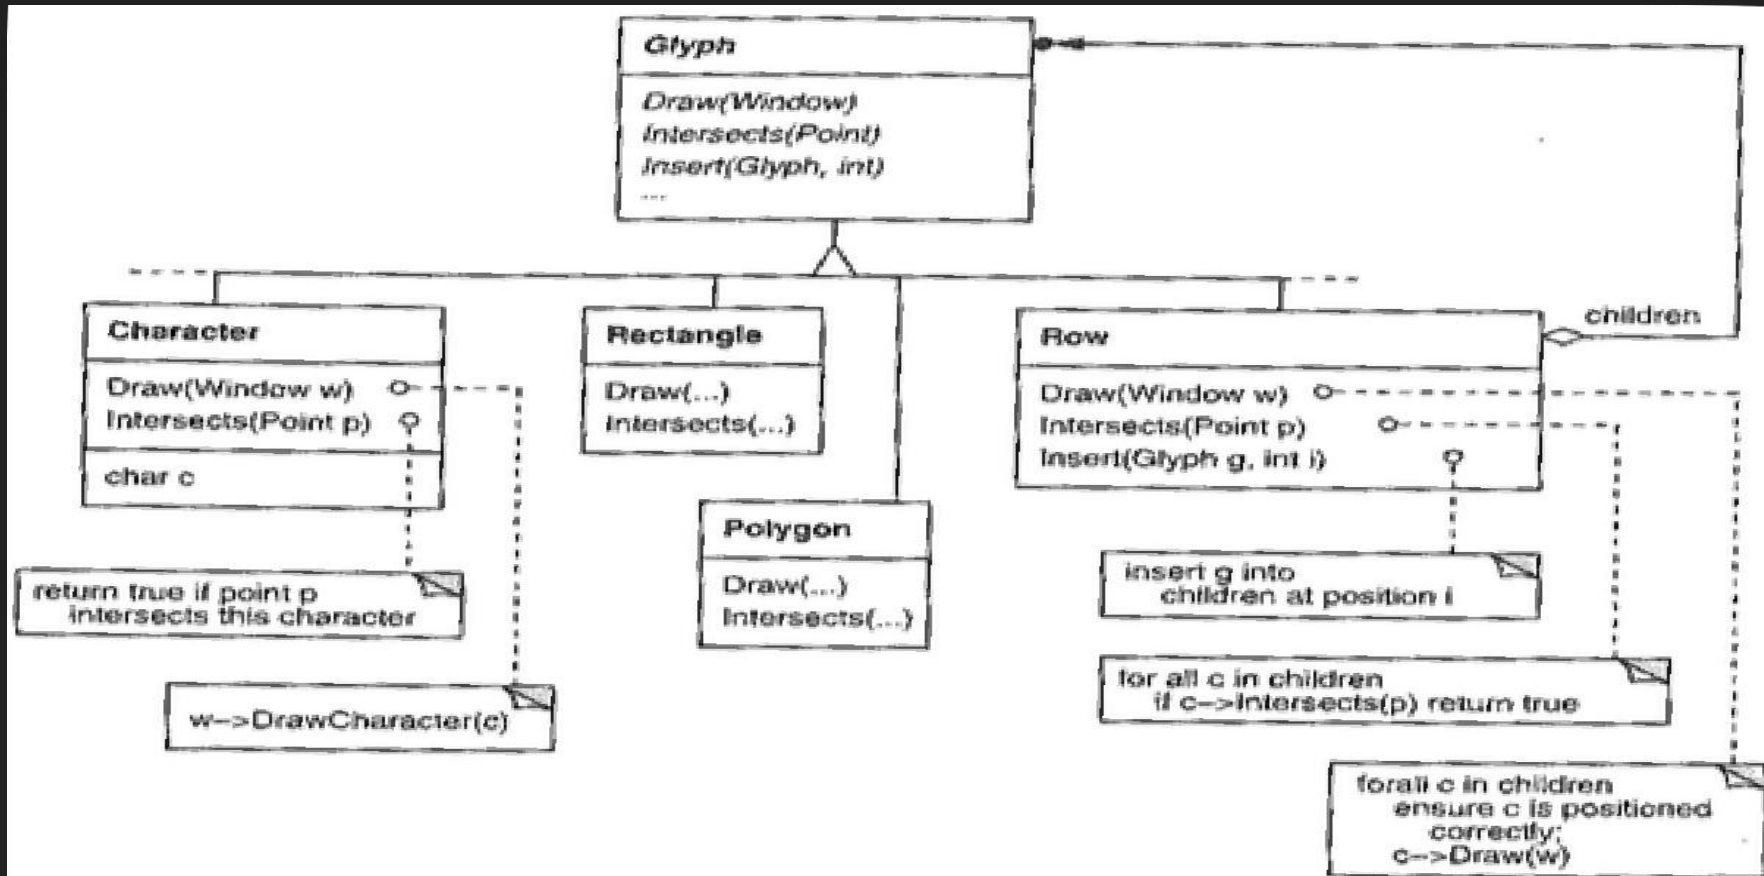 Glyph
Draw(Window)
Intersects(Point)
Insert(Glyph, int)
...
children
Character
Draw(Window w)
Intersects(Point p)
char c
Rectangle
Draw(...)
Intersects(...)
Polygon
Draw(...)
Intersects(...)
Row
Draw(Window w)
Intersects(Point p)
Insert(Glyph g, int i)
return true if point p
intersects this character
w->DrawCharacter(c)
insert g into
children at position i
for all c in children
if c->Intersects(p) return true
forall c in children
ensure c is positioned
correctly;
c->Draw(w)